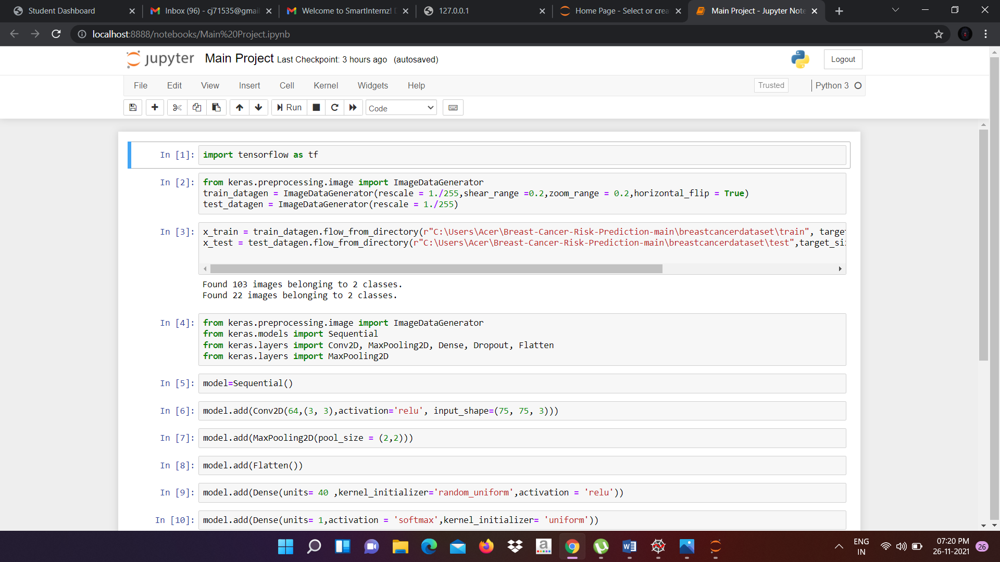 Student Dashboard
Inbox (96) - cj71535@gmai
Welcome to SmartInternz!
127.0.0.1
Home Page - Select or crea
Main Project - Jupyter Note
localhost:8888/notebooks/Main%20Project.ipynb
jupyter Main Project Last Checkpoint: 3 hours ago (autosaved)
Logout
File Edit View Insert Cell Kernel Widgets Help
Trusted
Python 3
Run
Code
In [1]: import tensorflow as tf
In [2]: from keras.preprocessing.image import ImageDataGenerator
train_datagen = ImageDataGenerator(rescale = 1./255,shear_range =0.2,zoom_range = 0.2,horizontal_flip = True)
test_datagen = ImageDataGenerator(rescale = 1./255)
In [3]: x_train = train_datagen.flow_from_directory(r"C:\Users\Acer\Breast-Cancer-Risk-Prediction-main\breastcancerdataset\train", targe
x_test = test_datagen.flow_from_directory(r"C:\Users\Acer\Breast-Cancer-Risk-Prediction-main\breastcancerdataset\test",target_si
Found 103 images belonging to 2 classes.
Found 22 images belonging to 2 classes.
In [4]: from keras.preprocessing.image import ImageDataGenerator
from keras.models import Sequential
from keras.layers import Conv2D, MaxPooling2D, Dense, Dropout, Flatten
from keras.layers import MaxPooling2D
In [5]: model=Sequential()
In [6]: model.add(Conv2D(64,(3, 3),activation='relu', input_shape=(75, 75, 3)))
In [7]: model.add(MaxPooling2D(pool_size = (2,2)))
In [8]: model.add(Flatten())
In [9]: model.add(Dense(units= 40 ,kernel_initializer='random_uniform',activation = 'relu'))
In [10]: model.add(Dense(units= 1,activation = 'softmax',kernel_initializer= 'uniform'))
ENG
IN
07:20 PM
26-11-2021
26